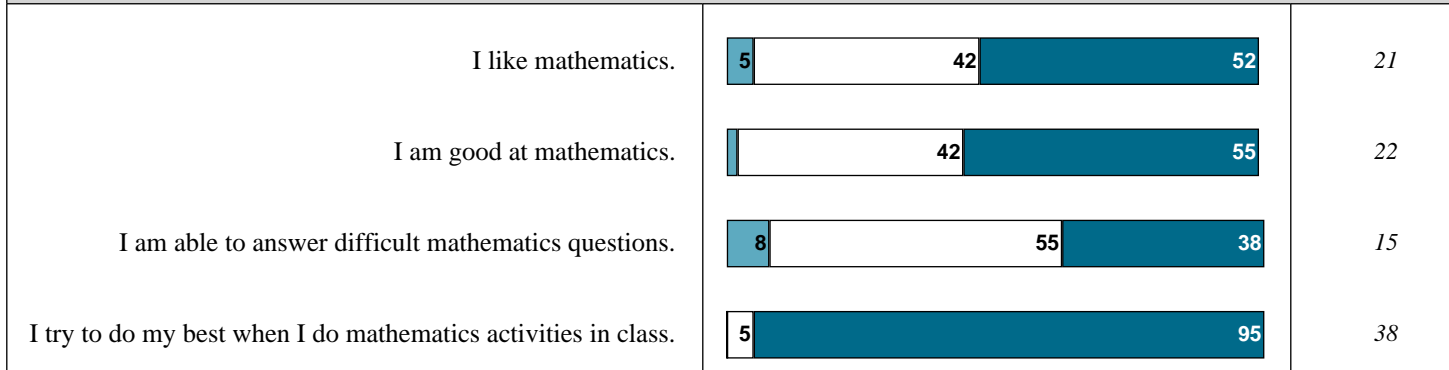 I like mathematics. 5 42 52 21
I am good at mathematics. 42 55 22
I am able to answer difficult mathematics questions. 8 55 38 15
I try to do my best when I do mathematics activities in class. 5 95 38